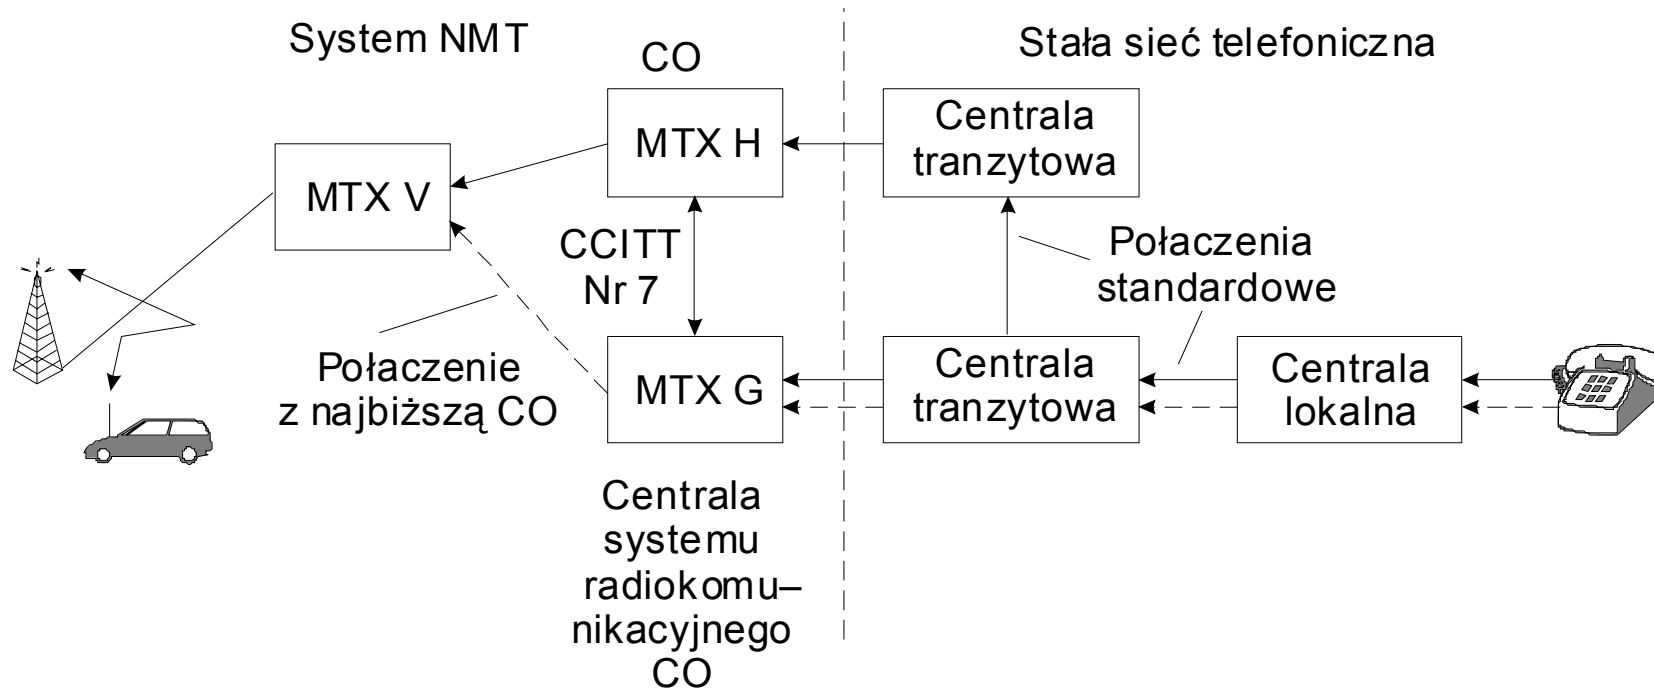 System NMT
Stała sieć telefoniczna
CO
MTX H
Centrala
tranzytowa
MTX V
CCITT
Nr 7
Połaczenia
standardowe
Połaczenie
z najbiższą CO
MTX G
Centrala
tranzytowa
Centrala
lokalna
Centrala
systemu
radiokomu–
nikacyjnego
CO